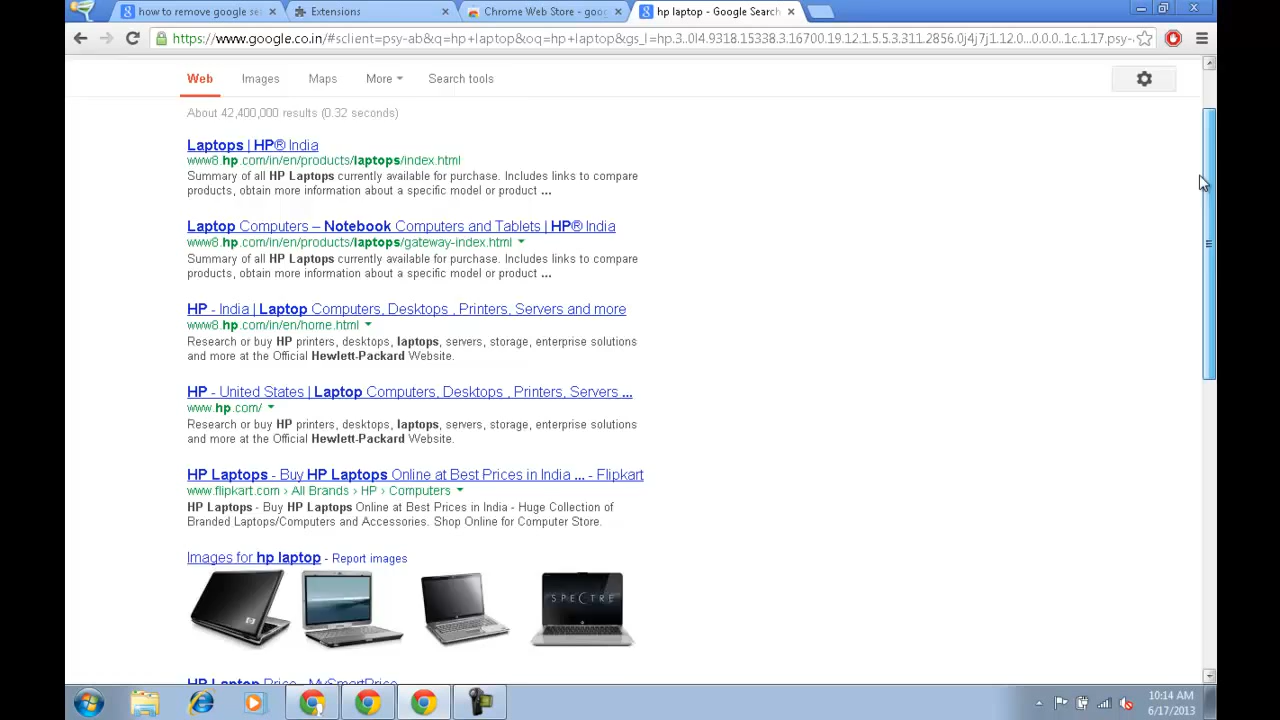 how to remove google se
Extensions
Chrome Web Store - goog
hp laptop - Google Search
https://www.google.co.in/#sclient=psy-ab&q=hp+laptop&oq=hp+laptop&gs_l=hp.3..0l4.9318.15338.3.16700.19.12.1.5.5.3.311.2856.0j4j7j1.12.0...0.0.0..1c.1.17.psy-
Web Images Maps More Search tools
About 42,400,000 results (0.32 seconds)
Laptops | HP® India
www8.hp.com/in/en/products/laptops/index.html
Summary of all HP Laptops currently available for purchase. Includes links to compare
products, obtain more information about a specific model or product ...
Laptop Computers – Notebook Computers and Tablets | HP® India
www8.hp.com/in/en/products/laptops/gateway-index.html
Summary of all HP Laptops currently available for purchase. Includes links to compare
products, obtain more information about a specific model or product ...
HP - India | Laptop Computers, Desktops , Printers, Servers and more
www8.hp.com/in/en/home.html
Research or buy HP printers, desktops, laptops, servers, storage, enterprise solutions
and more at the Official Hewlett-Packard Website.
HP - United States | Laptop Computers, Desktops , Printers, Servers ...
www.hp.com/
Research or buy HP printers, desktops, laptops, servers, storage, enterprise solutions
and more at the Official Hewlett-Packard Website.
HP Laptops - Buy HP Laptops Online at Best Prices in India ... - Flipkart
www.flipkart.com › All Brands › HP › Computers
HP Laptops - Buy HP Laptops Online at Best Prices in India - Huge Collection of
Branded Laptops/Computers and Accessories. Shop Online for Computer Store.
Images for hp laptop - Report images
SPECTRE
HP Laptop Price - MySmartPrice
10:14 AM
6/17/2013